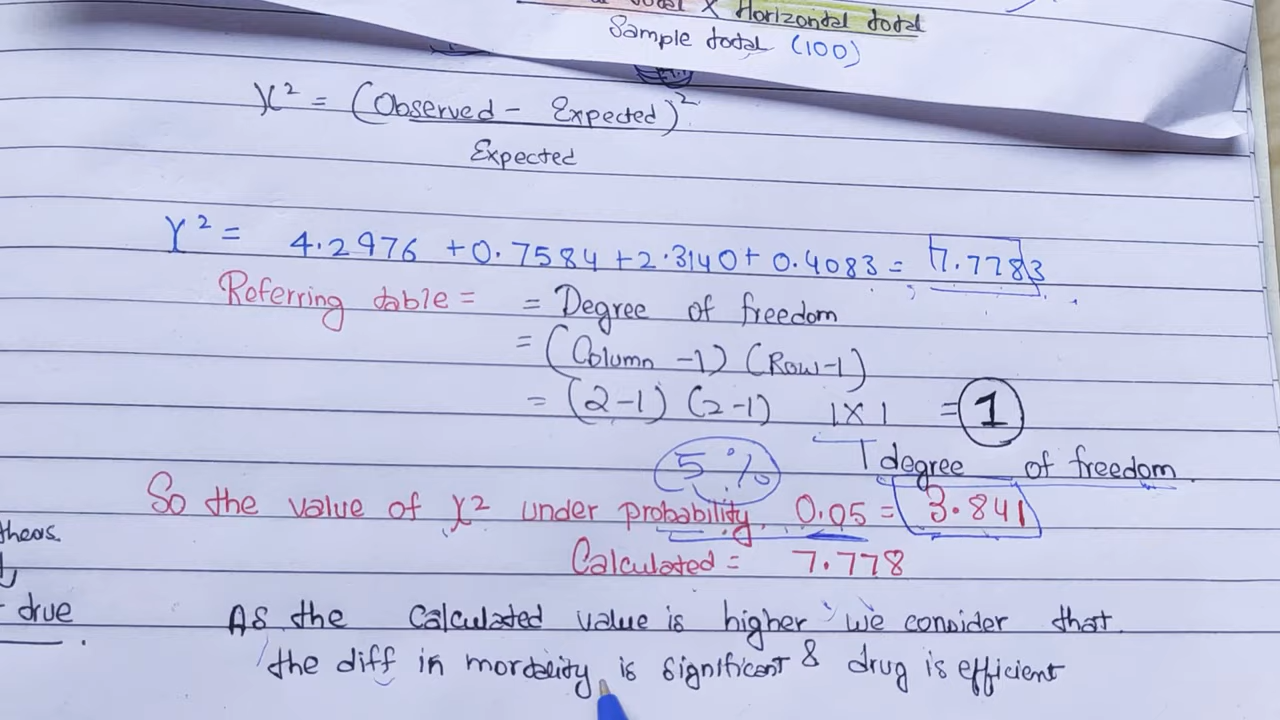 total X Horizontal total
Sample total (100)
χ² = (Observed - Expected)²
Expected
χ² = 4.2976 +0.7584 +2.3140+ 0.4083 = 7.7783
Referring table = = Degree of freedom
= (Column -1) (Row-1)
= (2-1) (2-1) 1X1 = 1
5% 1 degree of freedom.
So the value of χ² under probability 0.05 = 3.841
Calculated = 7.778
true As the Calculated value is higher we consider that
the diff in mortality is significant & drug is efficient